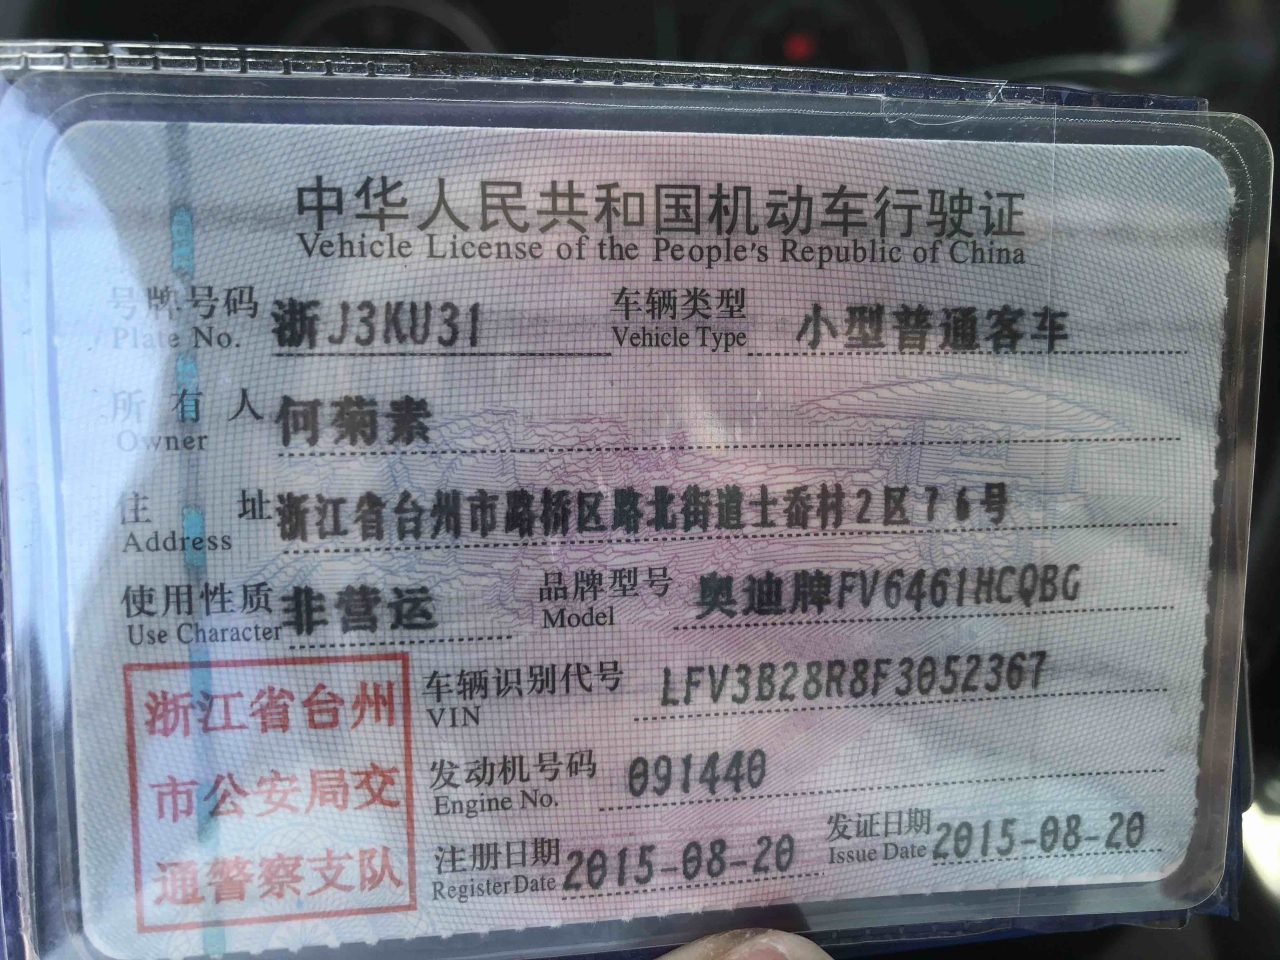 中华人民共和国机动车行驶证
Vehicle License of the People's Republic of China
号牌号码 浙J3KU31 车辆类型 小型普通客车
Plate No. Vehicle Type
所有人 何菊素
Owner
住址 浙江省台州市路桥区路北街道士岙村2区76号
Address
使用性质 非营运 品牌型号 奥迪牌FV6461HCQBG
Use Character Model
浙江省台州
市公安局交
通警察支队
车辆识别代号 LFV3B28R8F3052367
VIN
发动机号码 091440
Engine No.
注册日期 2015-08-20 发证日期 2015-08-20
Register Date Issue Date